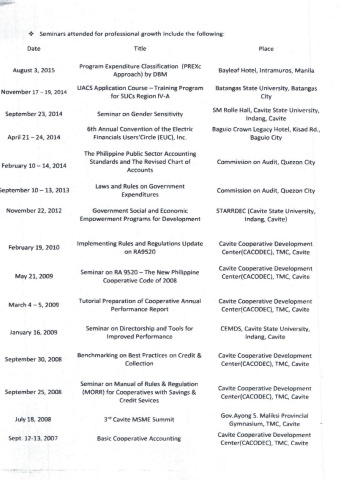 ❖ Seminars attended for professional growth include the following:
Date Title Place
August 3, 2015 Program Expenditure Classification (PREXc Approach) by DBM Bayleaf Hotel, Intramuros, Manila
November 17 – 19, 2014 UACS Application Course – Training Program for SUCs Region IV-A Batangas State University, Batangas City
September 23, 2014 Seminar on Gender Sensitivity SM Rolle Hall, Cavite State University, Indang, Cavite
April 21 – 24, 2014 6th Annual Convention of the Electric Financials Users'Circle (EUC), Inc. Baguio Crown Legacy Hotel, Kisad Rd., Baguio City
February 10 – 14, 2014 The Philippine Public Sector Accounting Standards and The Revised Chart of Accounts Commission on Audit, Quezon City
September 10 – 13, 2013 Laws and Rules on Government Expenditures Commission on Audit, Quezon City
November 22, 2012 Government Social and Economic Empowerment Programs for Development STARRDEC (Cavite State University, Indang, Cavite)
February 19, 2010 Implementing Rules and Regulations Update on RA9520 Cavite Cooperative Development Center(CACODEC), TMC, Cavite
May 21, 2009 Seminar on RA 9520 – The New Philippine Cooperative Code of 2008 Cavite Cooperative Development Center(CACODEC), TMC, Cavite
March 4 – 5, 2009 Tutorial Preparation of Cooperative Annual Performance Report Cavite Cooperative Development Center(CACODEC), TMC, Cavite
January 16, 2009 Seminar on Directorship and Tools for Improved Performance CEMDS, Cavite State University, Indang, Cavite
September 30, 2008 Benchmarking on Best Practices on Credit & Collection Cavite Cooperative Development Center(CACODEC), TMC, Cavite
September 25, 2008 Seminar on Manual of Rules & Regulation (MORR) for Cooperatives with Savings & Credit Sevices Cavite Cooperative Development Center(CACODEC), TMC, Cavite
July 18, 2008 3rd Cavite MSME Summit Gov.Ayong S. Maliksi Provincial Gymnasium, TMC, Cavite
Sept. 12-13, 2007 Basic Cooperative Accounting Cavite Cooperative Development Center(CACODEC), TMC, Cavite